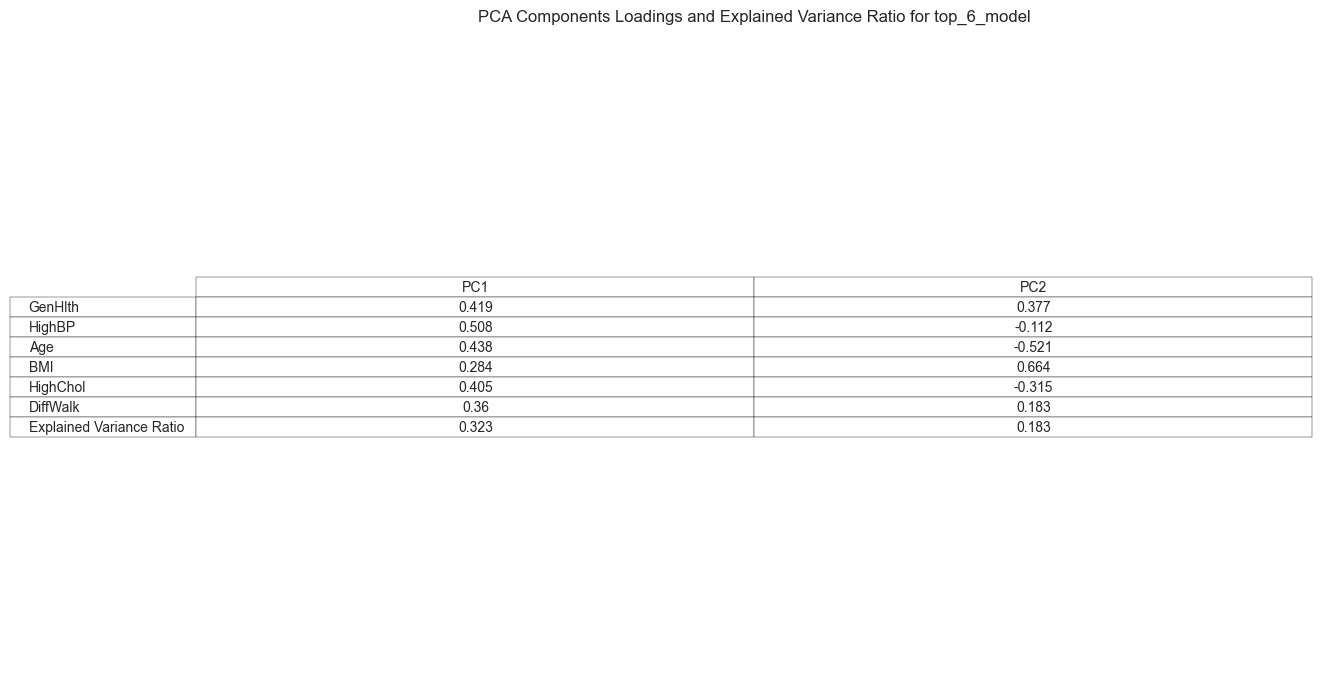 PCA Components Loadings and Explained Variance Ratio for top_6_model
PC1 PC2
GenHlth 0.419 0.377
HighBP 0.508 -0.112
Age 0.438 -0.521
BMI 0.284 0.664
HighChol 0.405 -0.315
DiffWalk 0.36 0.183
Explained Variance Ratio 0.323 0.183